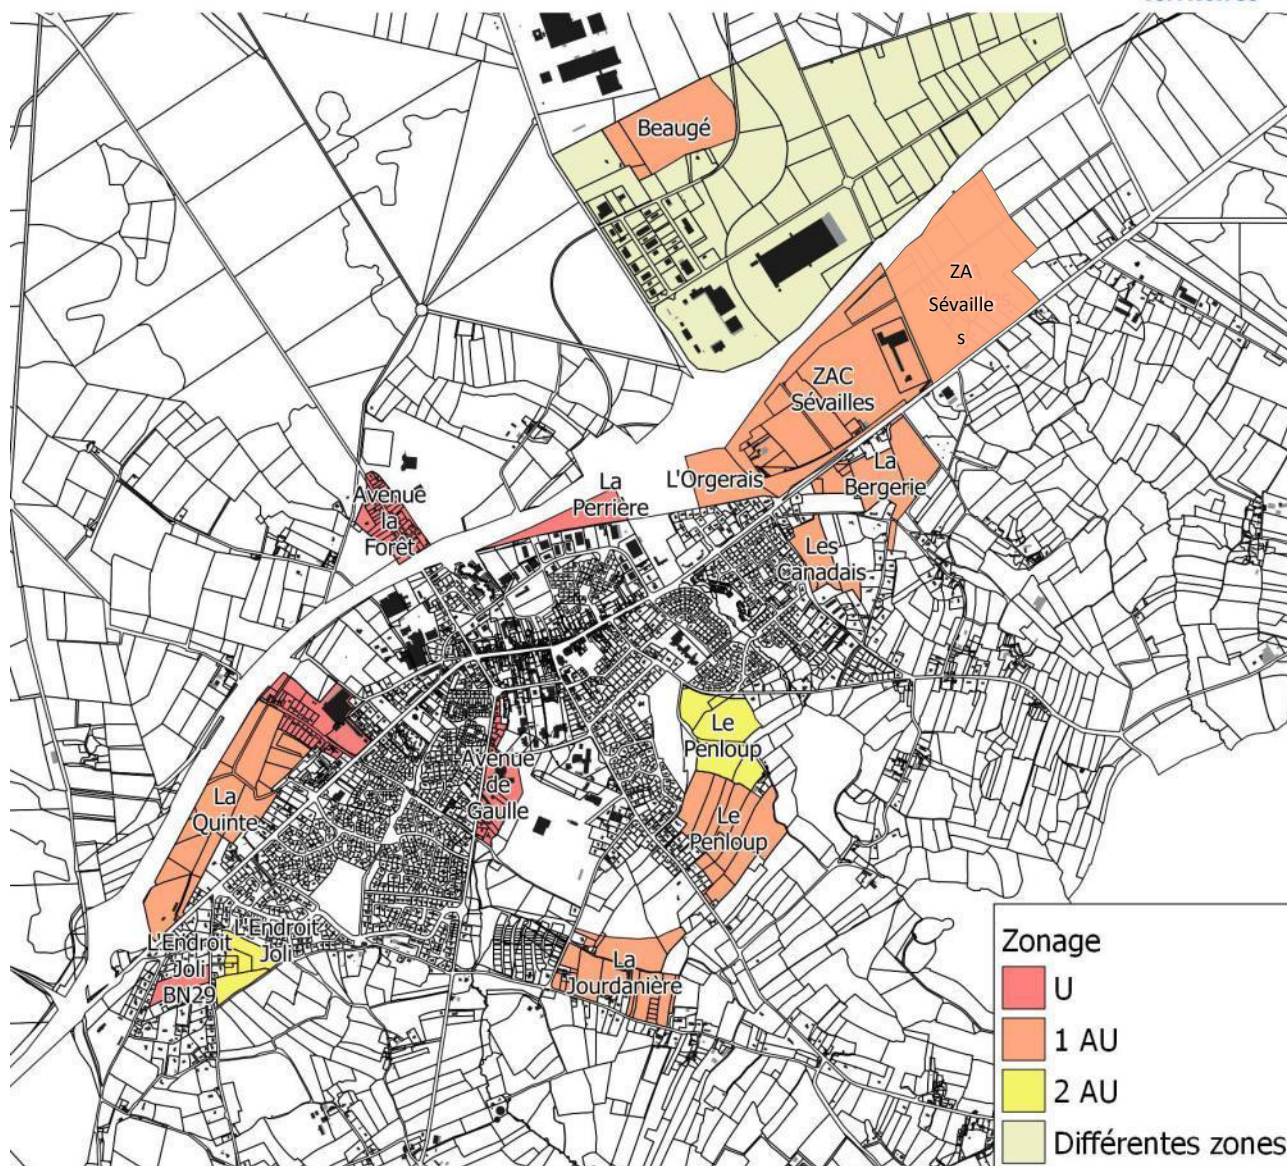 Beaugé
ZA
Sévaille
s
ZAC
Sévailles
La
Bergerie
L'Orgerais
La
Perrière
Avenue
la
Forêt
Les
Canadais
Le
Penloup
Avenue
de
Gaulle
La
Quinte
Le
Penloup
L'Endroit
Joli
L'Endroit
Joli
BN29
La
Jourdanière
Zonage
U
1 AU
2 AU
Différentes zones